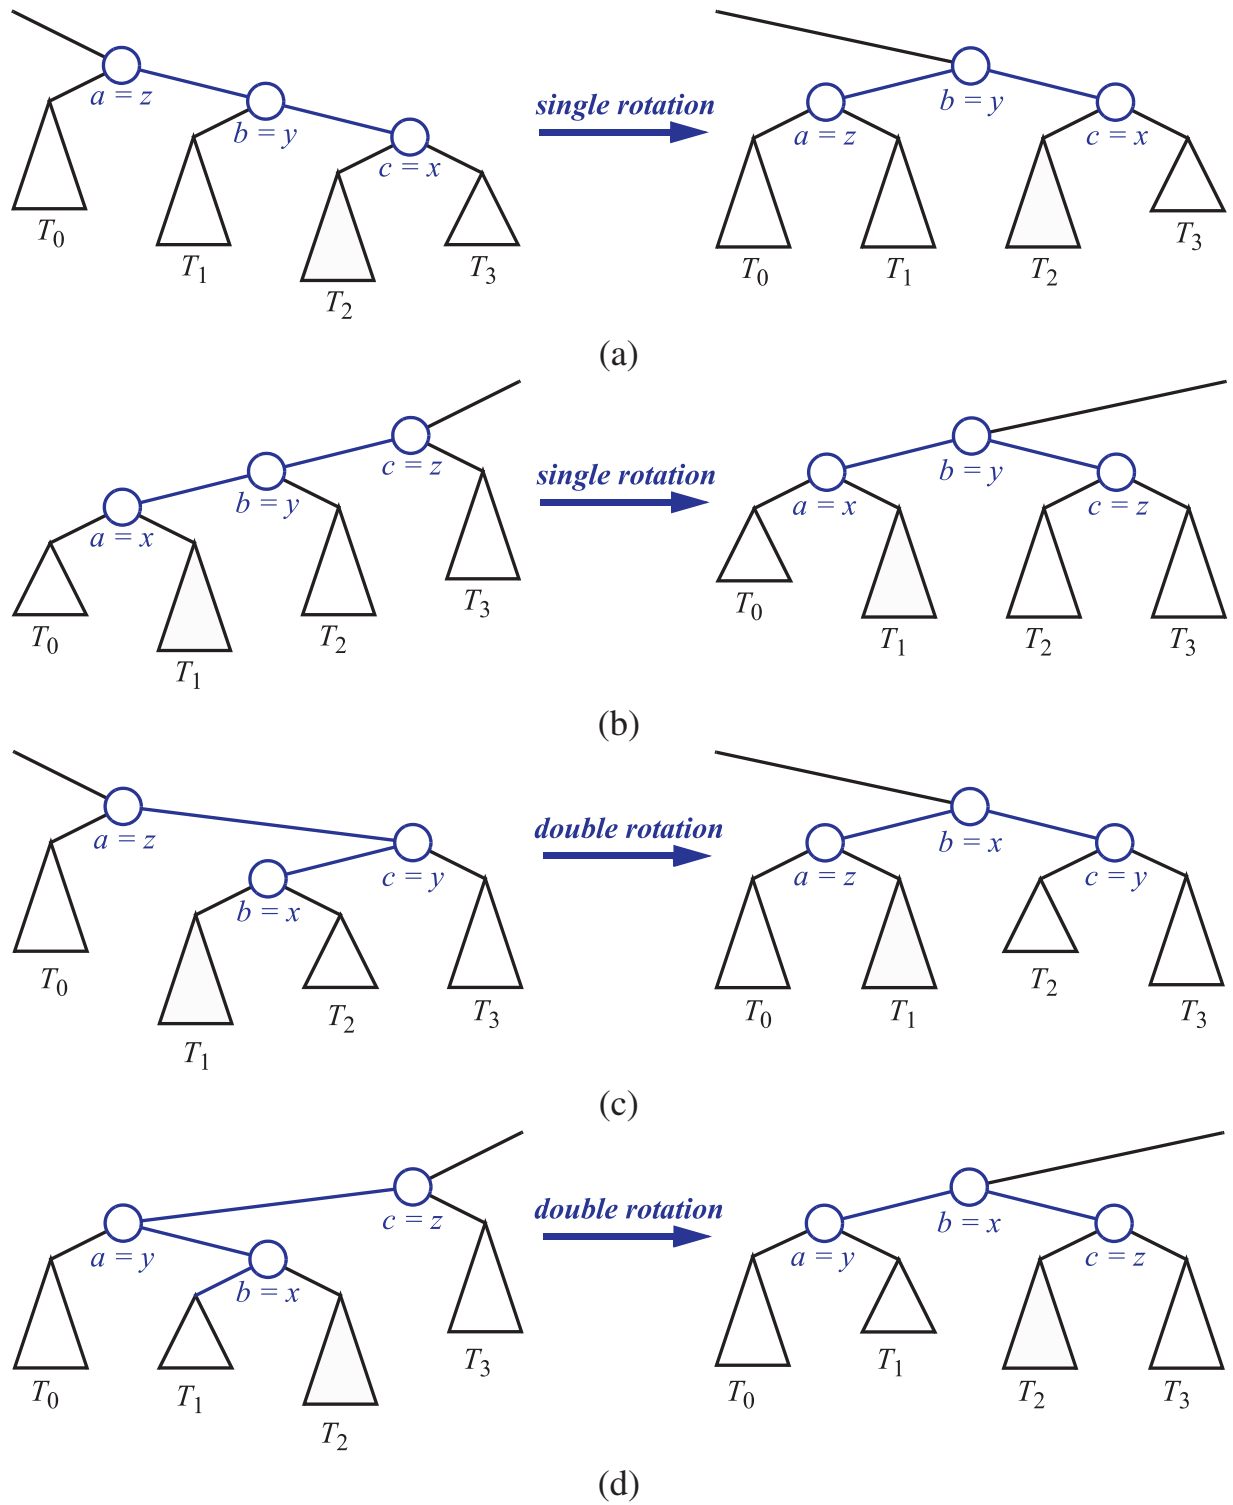 a = z
b = y
c = x
T0
T1
T2
T3
single rotation
b = y
a = z
c = x
T0
T1
T2
T3
(a)
c = z
b = y
a = x
T0
T1
T2
T3
single rotation
b = y
a = x
c = z
T0
T1
T2
T3
(b)
a = z
c = y
b = x
T0
T1
T2
T3
double rotation
b = x
a = z
c = y
T0
T1
T2
T3
(c)
c = z
a = y
b = x
T0
T1
T2
T3
double rotation
b = x
a = y
c = z
T0
T1
T2
T3
(d)